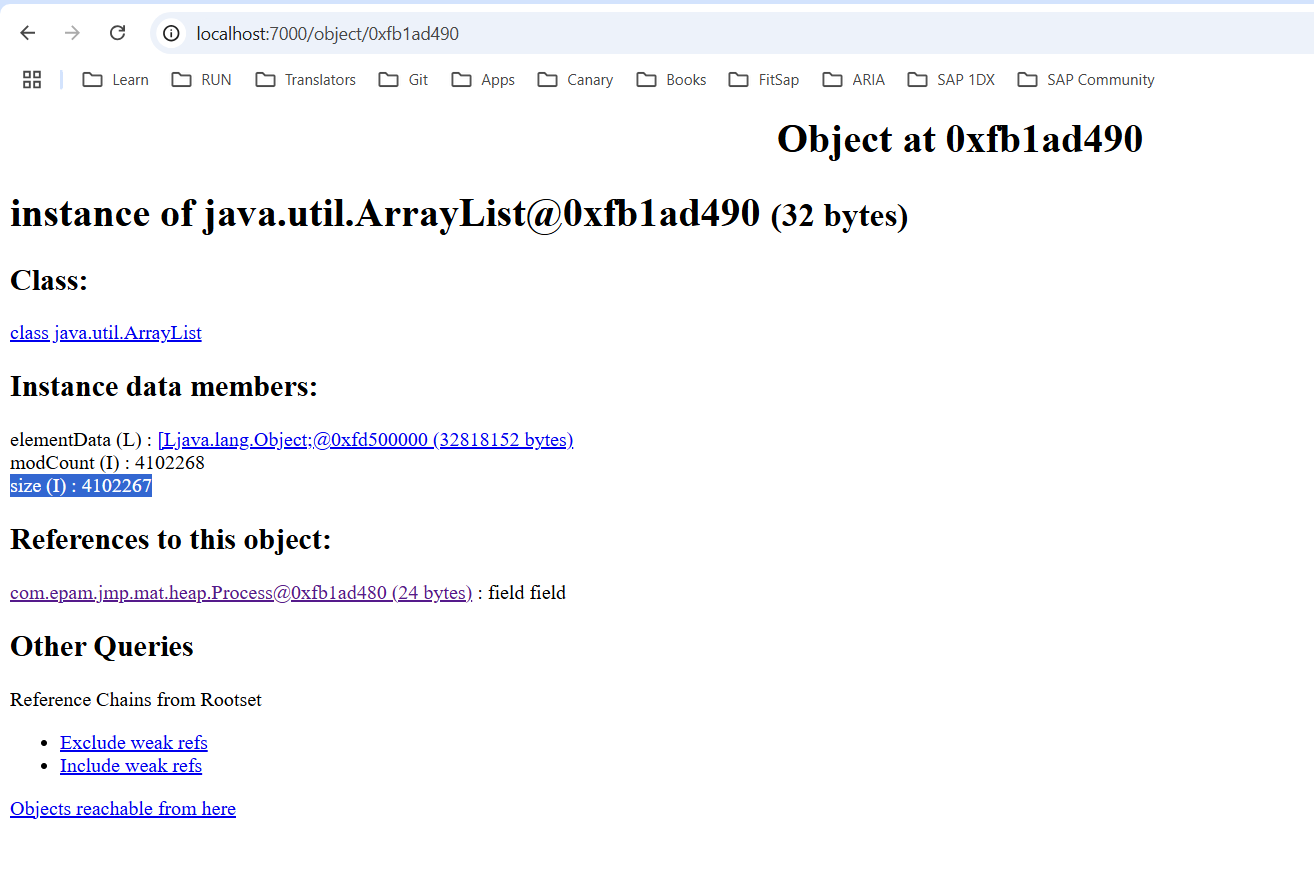 localhost:7000/object/0xfb1ad490
Learn RUN Translators Git Apps Canary Books FitSap ARIA SAP 1DX SAP Community
Object at 0xfb1ad490
instance of java.util.ArrayList@0xfb1ad490 (32 bytes)
Class:
class java.util.ArrayList
Instance data members:
elementData (L) : [Ljava.lang.Object;@0xfd500000 (32818152 bytes)
modCount (I) : 4102268
size (I) : 4102267
References to this object:
com.epam.jmp.mat.heap.Process@0xfb1ad480 (24 bytes) : field field
Other Queries
Reference Chains from Rootset
• Exclude weak refs
• Include weak refs
Objects reachable from here